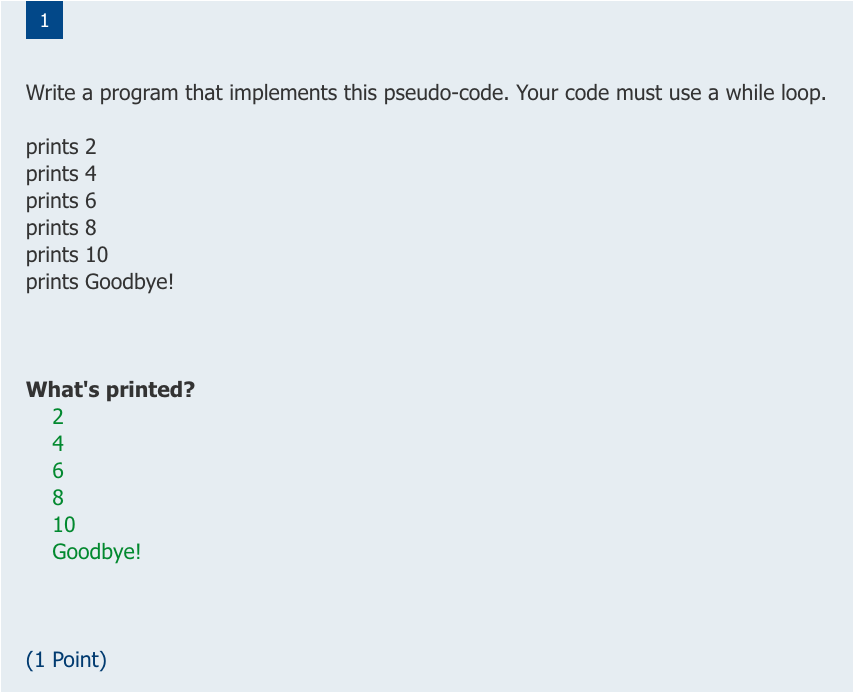 1
Write a program that implements this pseudo-code. Your code must use a while loop.
prints 2
prints 4
prints 6
prints 8
prints 10
prints Goodbye!
What's printed?
2
4
6
8
10
Goodbye!
(1 Point)